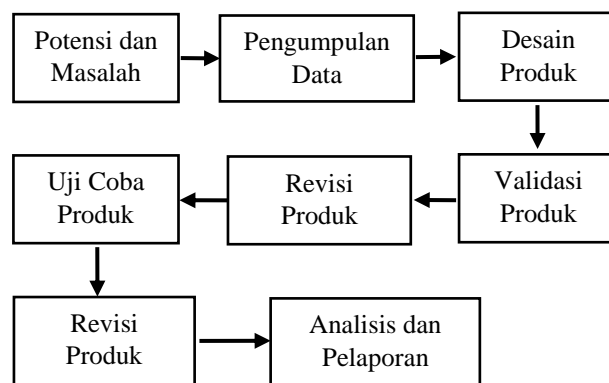 Potensi dan
Masalah
Pengumpulan
Data
Desain
Produk
Validasi
Produk
Revisi
Produk
Uji Coba
Produk
Revisi
Produk
Analisis dan
Pelaporan